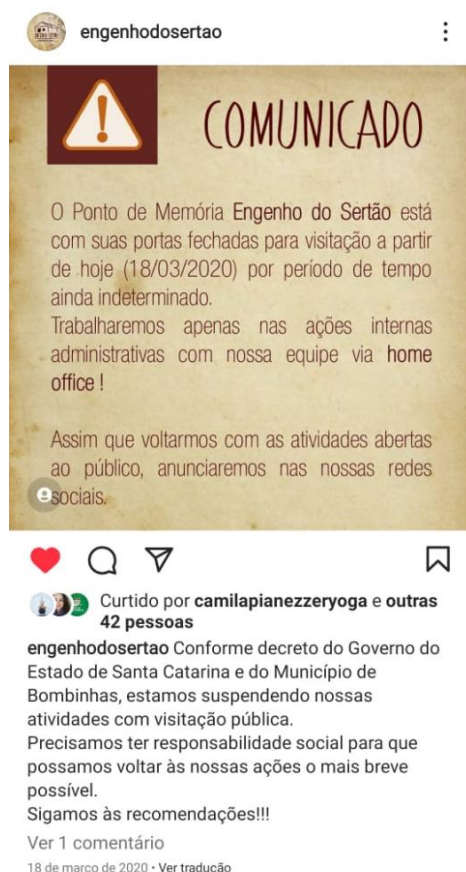 engenhodosertao
COMUNICADO
O Ponto de Memória Engenho do Sertão está
com suas portas fechadas para visitação a partir
de hoje (18/03/2020) por período de tempo
ainda indeterminado.
Trabalharemos apenas nas ações internas
administrativas com nossa equipe via home
office !
Assim que voltarmos com as atividades abertas
ao público, anunciaremos nas nossas redes
sociais.
Curtido por camilapianezzeryoga e outras
42 pessoas
engenhodosertao Conforme decreto do Governo do
Estado de Santa Catarina e do Município de
Bombinhas, estamos suspendendo nossas
atividades com visitação pública.
Precisamos ter responsabilidade social para que
possamos voltar às nossas ações o mais breve
possível.
Sigamos às recomendações!!!
Ver 1 comentário
18 de março de 2020 • Ver tradução